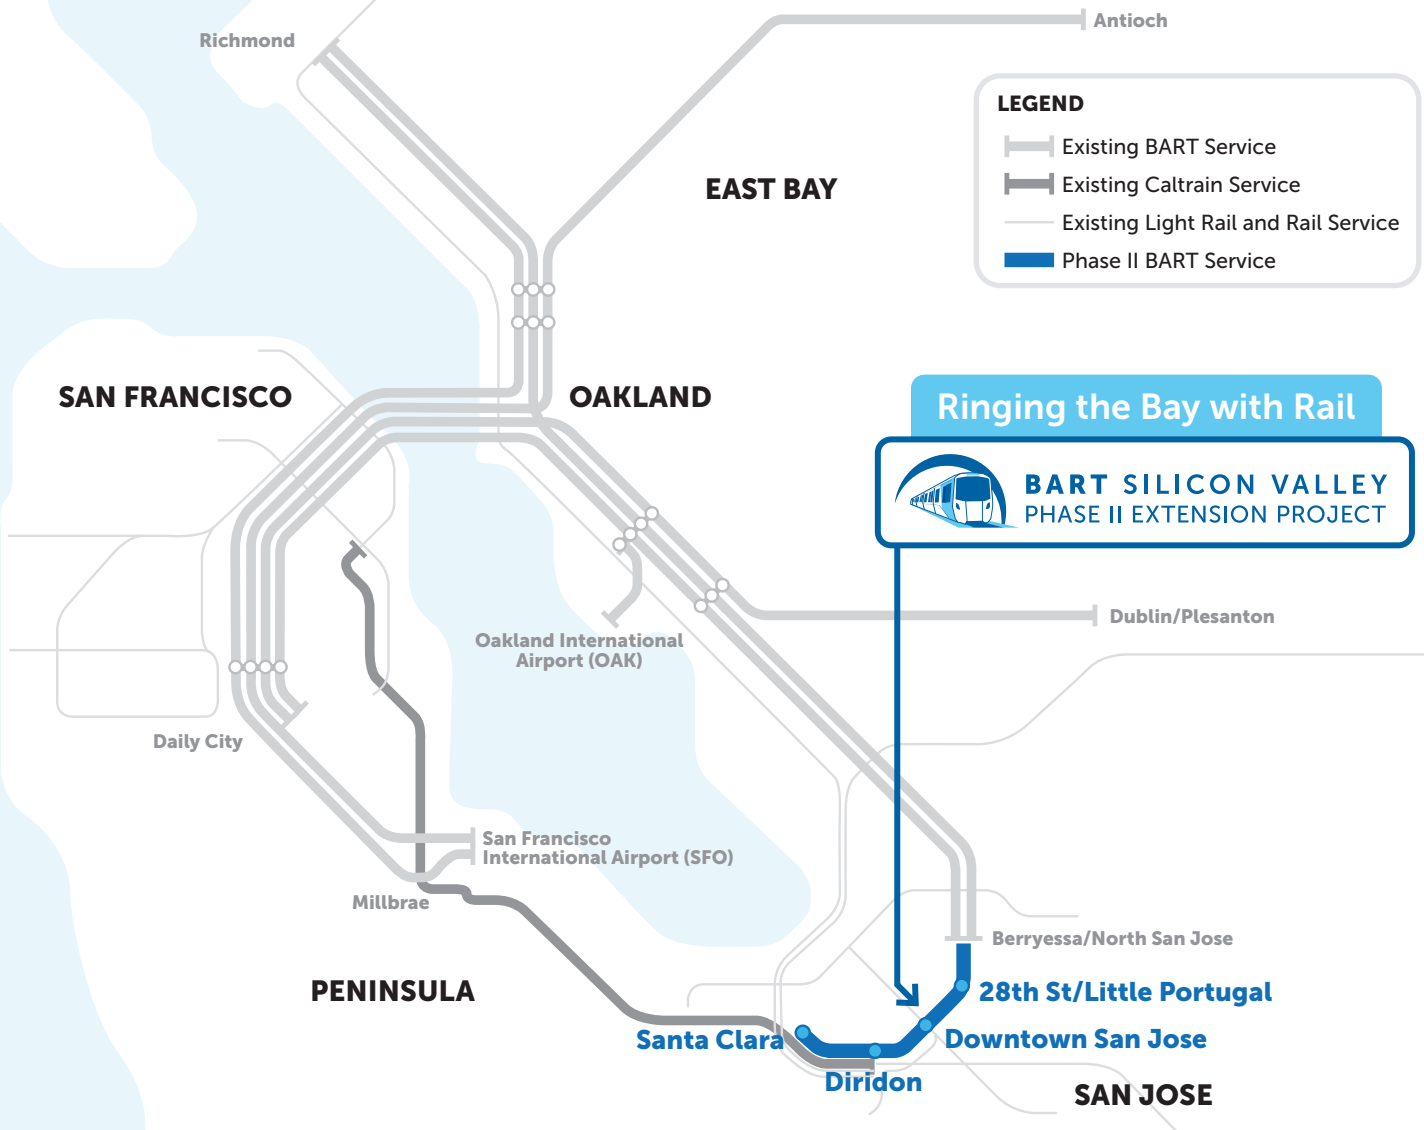 Richmond
Antioch
LEGEND
Existing BART Service
Existing Caltrain Service
Existing Light Rail and Rail Service
Phase II BART Service
EAST BAY
SAN FRANCISCO
OAKLAND
Ringing the Bay with Rail
BART SILICON VALLEY
PHASE II EXTENSION PROJECT
Oakland International
Airport (OAK)
Dublin/Plesanton
Daily City
San Francisco
International Airport (SFO)
Millbrae
Berryessa/North San Jose
PENINSULA
28th St/Little Portugal
Santa Clara
Downtown San Jose
Diridon
SAN JOSE